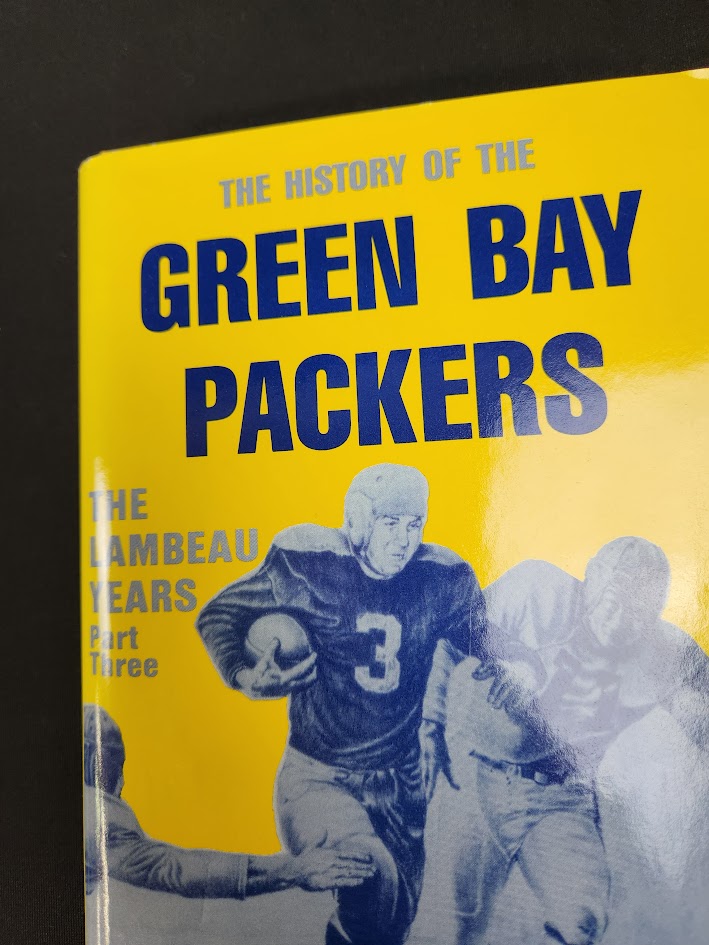 THE HISTORY OF THE
GREEN BAY
PACKERS
THE
LAMBEAU
YEARS
Part
Three
3